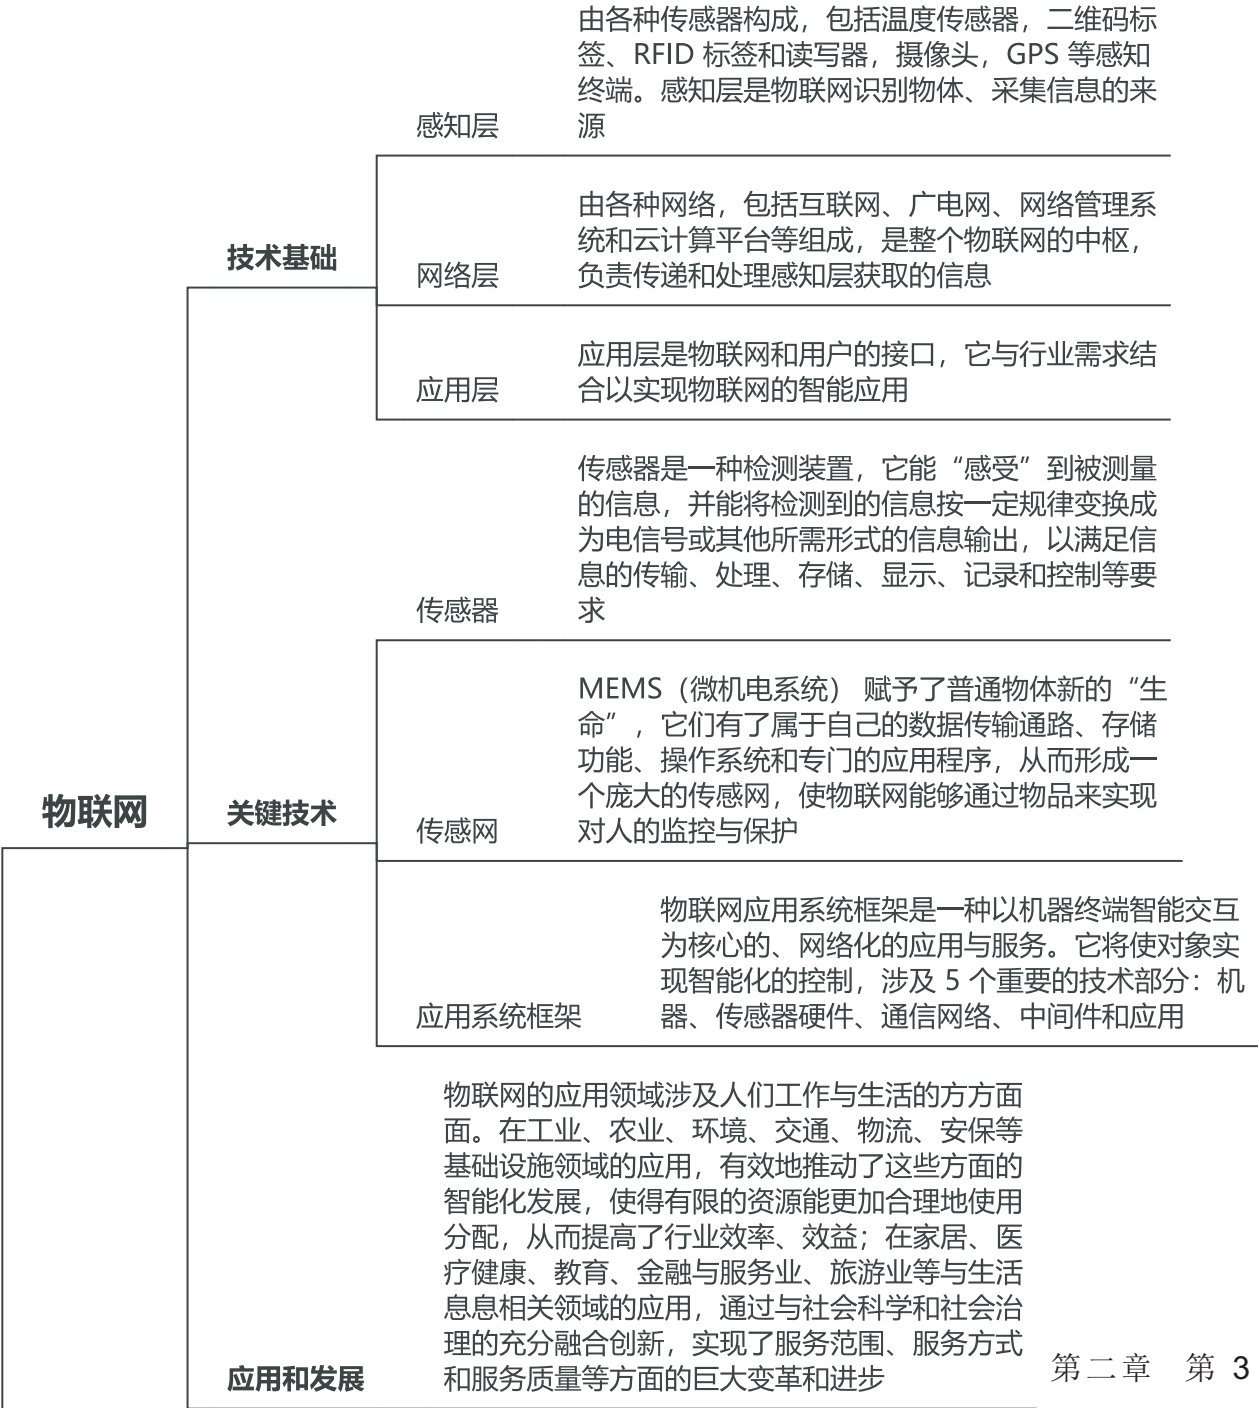 由各种传感器构成，包括温度传感器，二维码标
签、RFID 标签和读写器，摄像头，GPS 等感知
终端。感知层是物联网识别物体、采集信息的来
感知层 源
由各种网络，包括互联网、广电网、网络管理系
技术基础 统和云计算平台等组成，是整个物联网的中枢，
网络层 负责传递和处理感知层获取的信息
应用层是物联网和用户的接口，它与行业需求结
应用层 合以实现物联网的智能应用
传感器是一种检测装置，它能“感受”到被测量
的信息，并能将检测到的信息按一定规律变换成
为电信号或其他所需形式的信息输出，以满足信
息的传输、处理、存储、显示、记录和控制等要
传感器 求
MEMS（微机电系统） 赋予了普通物体新的“生
命”，它们有了属于自己的数据传输通路、存储
功能、操作系统和专门的应用程序，从而形成一
物联网 关键技术 个庞大的传感网，使物联网能够通过物品来实现
传感网 对人的监控与保护
物联网应用系统框架是一种以机器终端智能交互
为核心的、网络化的应用与服务。它将使对象实
现智能化的控制，涉及 5 个重要的技术部分：机
应用系统框架 器、传感器硬件、通信网络、中间件和应用
物联网的应用领域涉及人们工作与生活的方方面
面。在工业、农业、环境、交通、物流、安保等
基础设施领域的应用，有效地推动了这些方面的
智能化发展，使得有限的资源能更加合理地使用
分配，从而提高了行业效率、效益；在家居、医
疗健康、教育、金融与服务业、旅游业等与生活
息息相关领域的应用，通过与社会科学和社会治
理的充分融合创新，实现了服务范围、服务方式
应用和发展 和服务质量等方面的巨大变革和进步
第二章 第 3